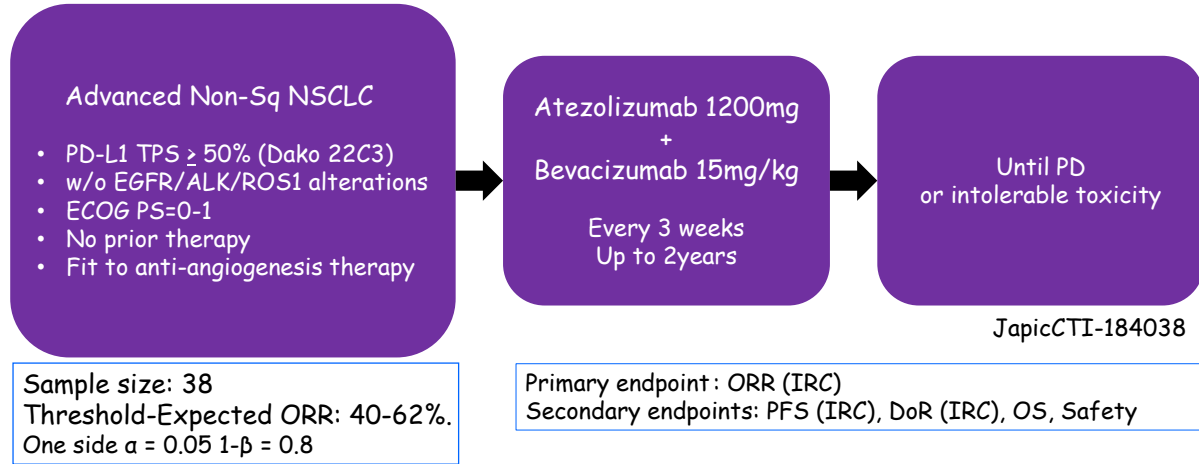 Advanced Non-Sq NSCLC
• PD-L1 TPS ≥ 50% (Dako 22C3)
• w/o EGFR/ALK/ROS1 alterations
• ECOG PS=0-1
• No prior therapy
• Fit to anti-angiogenesis therapy
Atezolizumab 1200mg
+
Bevacizumab 15mg/kg
Every 3 weeks
Up to 2years
Until PD
or intolerable toxicity
JapicCTI-184038
Sample size: 38
Threshold-Expected ORR: 40-62%.
One side α = 0.05 1-β = 0.8
Primary endpoint: ORR (IRC)
Secondary endpoints: PFS (IRC), DoR (IRC), OS, Safety